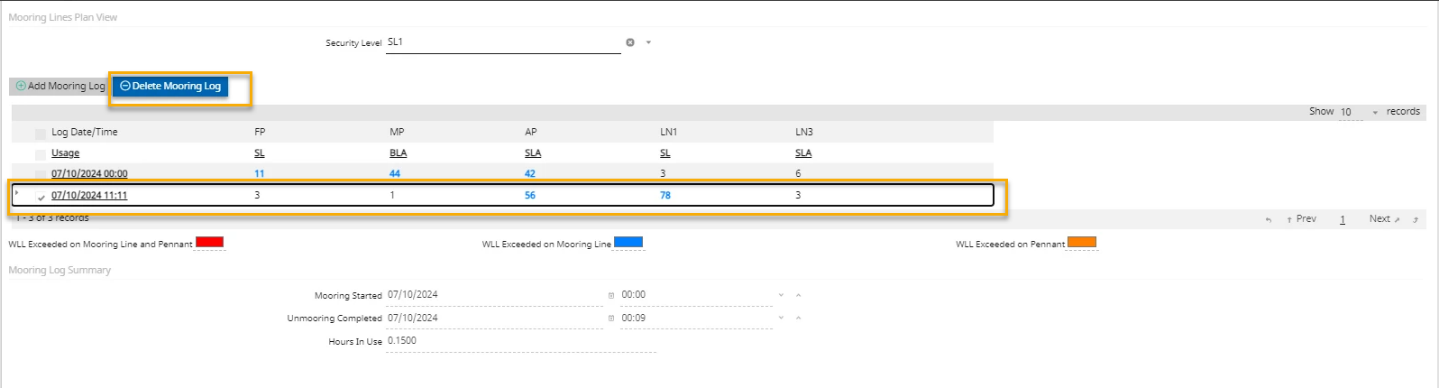 Mooring Lines Plan View
Security Level SL1
Add Mooring Log Delete Mooring Log
Show 10 records
Log Date/Time FP MP AP LN1 LN3
Usage SL BLA SLA SL SLA
07/10/2024 00:00 11 44 42 3 6
07/10/2024 11:11 3 1 56 78 3
1 - 3 of 3 records Prev 1 Next
WLL Exceeded on Mooring Line and Pennant WLL Exceeded on Mooring Line WLL Exceeded on Pennant
Mooring Log Summary
Mooring Started 07/10/2024 00:00
Unmooring Completed 07/10/2024 00:09
Hours In Use 0.1500